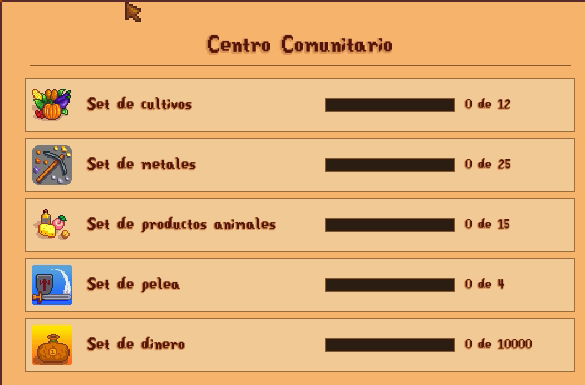 Centro Comunitario
Set de cultivos 0 de 12
Set de metales 0 de 25
Set de productos animales 0 de 15
Set de pelea 0 de 4
Set de dinero 0 de 10000